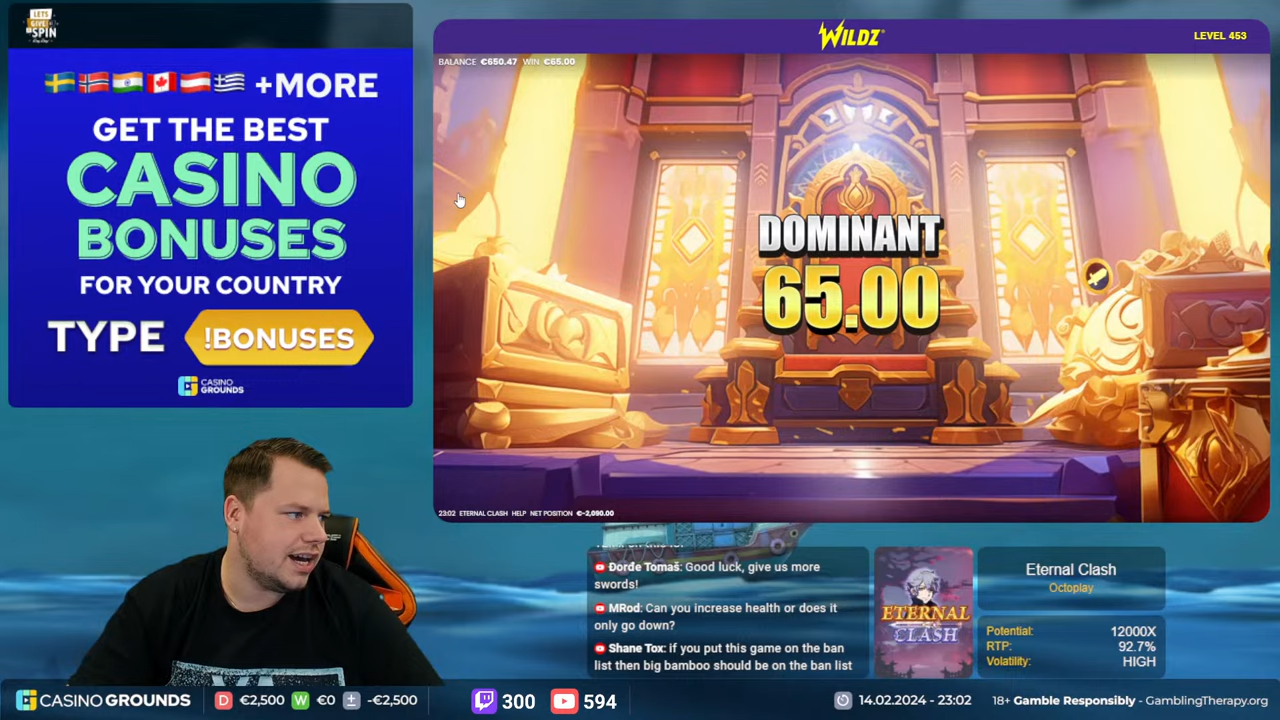 LETS
GIVE IT
SPIN
+MORE
GET THE BEST
CASINO
BONUSES
FOR YOUR COUNTRY
TYPE !BONUSES
CASINO
GROUNDS
WILDZ
LEVEL 453
BALANCE €650.47 WIN €65.00
DOMINANT
65.00
23:02 ETERNAL CLASH HELP NET POSITION €-2,090.00
Đorđe Tomaš: Good luck, give us more
swords!
MRod: Can you increase health or does it
only go down?
Shane Tox: if you put this game on the ban
list then big bamboo should be on the ban list
ETERNAL
CLASH
Eternal Clash
Octoplay
Potential: 12000X
RTP: 92.7%
Volatility: HIGH
CASINO GROUNDS D €2,500 W €0 ± -€2,500 300 594 14.02.2024 - 23:02 18+ Gamble Responsibly - GamblingTherapy.org